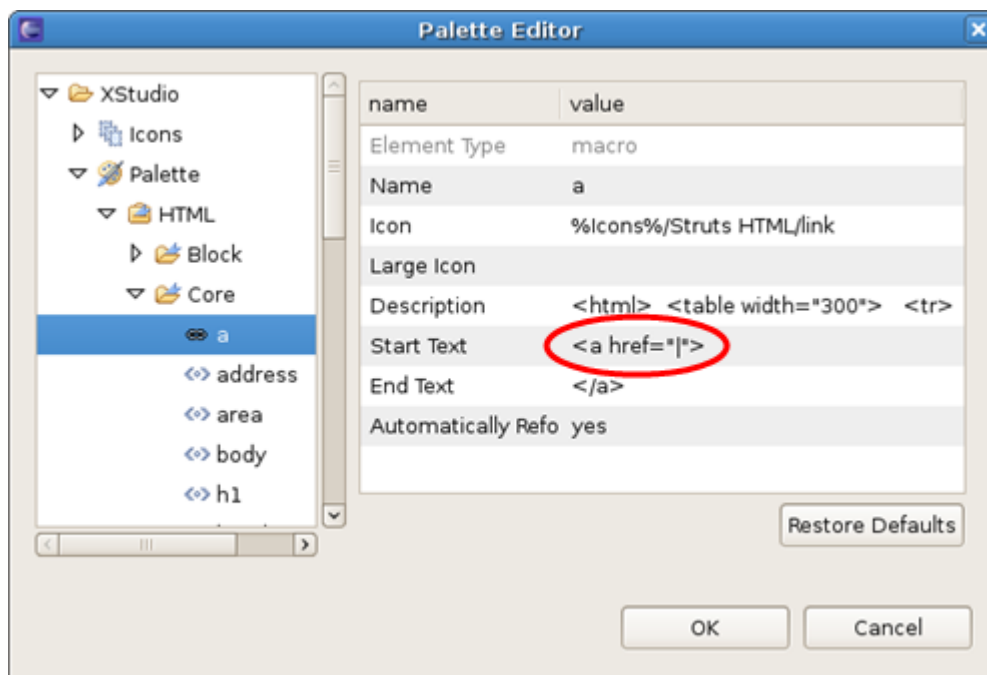 Palette Editor
XStudio
Icons
Palette
HTML
Block
Core
a
address
area
body
h1
name value
Element Type macro
Name a
Icon %Icons%/Struts HTML/link
Large Icon
Description <html> <table width="300"> <tr>
Start Text <a href="|">
End Text </a>
Automatically Refo yes
Restore Defaults
OK Cancel